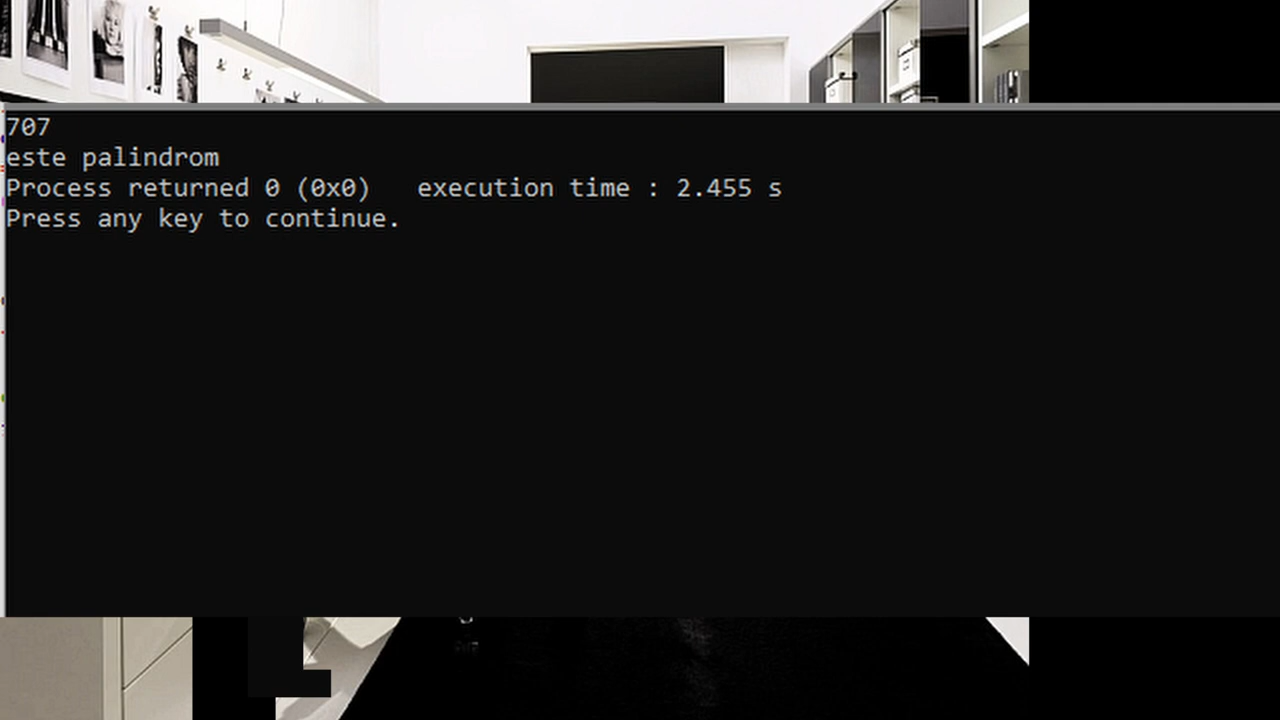 707
este palindrom
Process returned 0 (0x0)   execution time : 2.455 s
Press any key to continue.